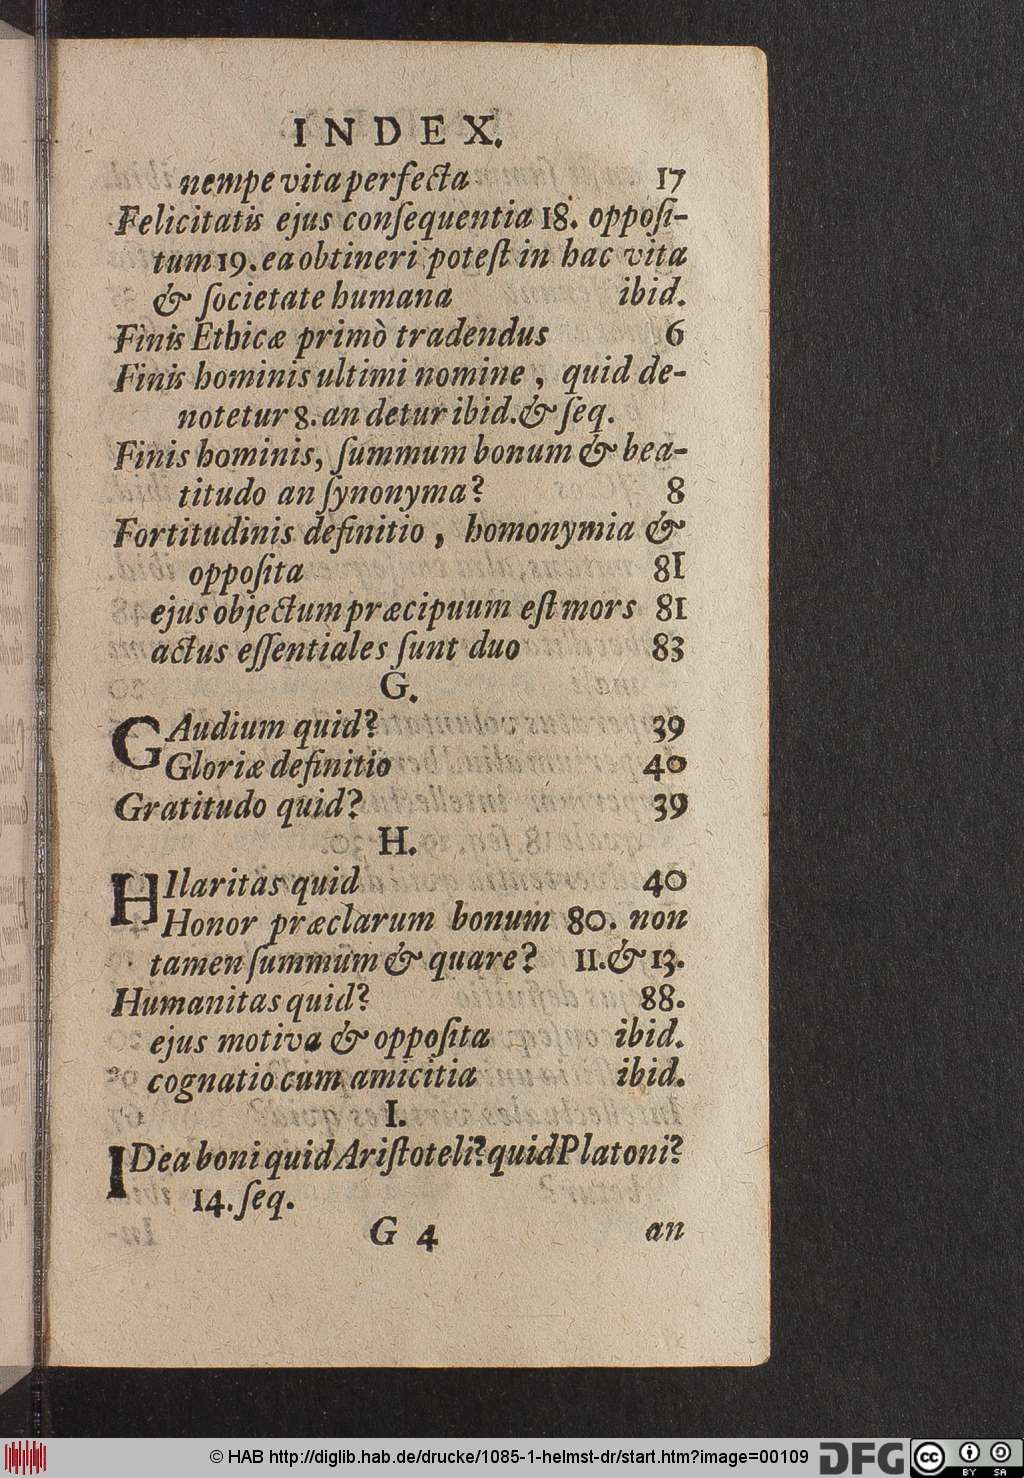 INDEX.
nempe vita perfecta 17
Felicitatis ejus conſequentia 18. oppoſi-
tum 19. ea obtineri poteſt in hac vita
& ſocietate humana ibid.
Finis Ethicæ primò tradendus 6
Finis hominis ultimi nomine, quid de-
notetur 8. an detur ibid. & ſeq.
Finis hominis, ſummum bonum & bea-
titudo an ſynonyma? 8
Fortitudinis definitio, homonymia &
oppoſita 81
ejus objectum præcipuum eſt mors 81
actus eſſentiales ſunt duo 83
G.
GAudium quid? 39
Gloriæ definitio 40
Gratitudo quid? 39
H.
HIlaritas quid 40
Honor præclarum bonum 80. non
tamen ſummum & quare? 11. & 13.
Humanitas quid? 88.
ejus motiva & oppoſita ibid.
cognatio cum amicitia ibid.
I.
IDea boni quid Ariſtoteli? quid Platoni?
14. ſeq.
G 4 an
© HAB http://diglib.hab.de/drucke/1085-1-helmst-dr/start.htm?image=00109
DFG
cc BY SA